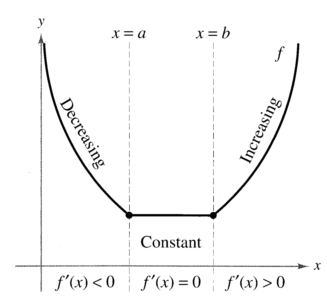 y
x = a
x = b
f
Decreasing
Increasing
Constant
x
f′(x) < 0
f′(x) = 0
f′(x) > 0